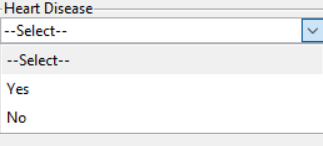 Heart Disease
--Select--
--Select--
Yes
No